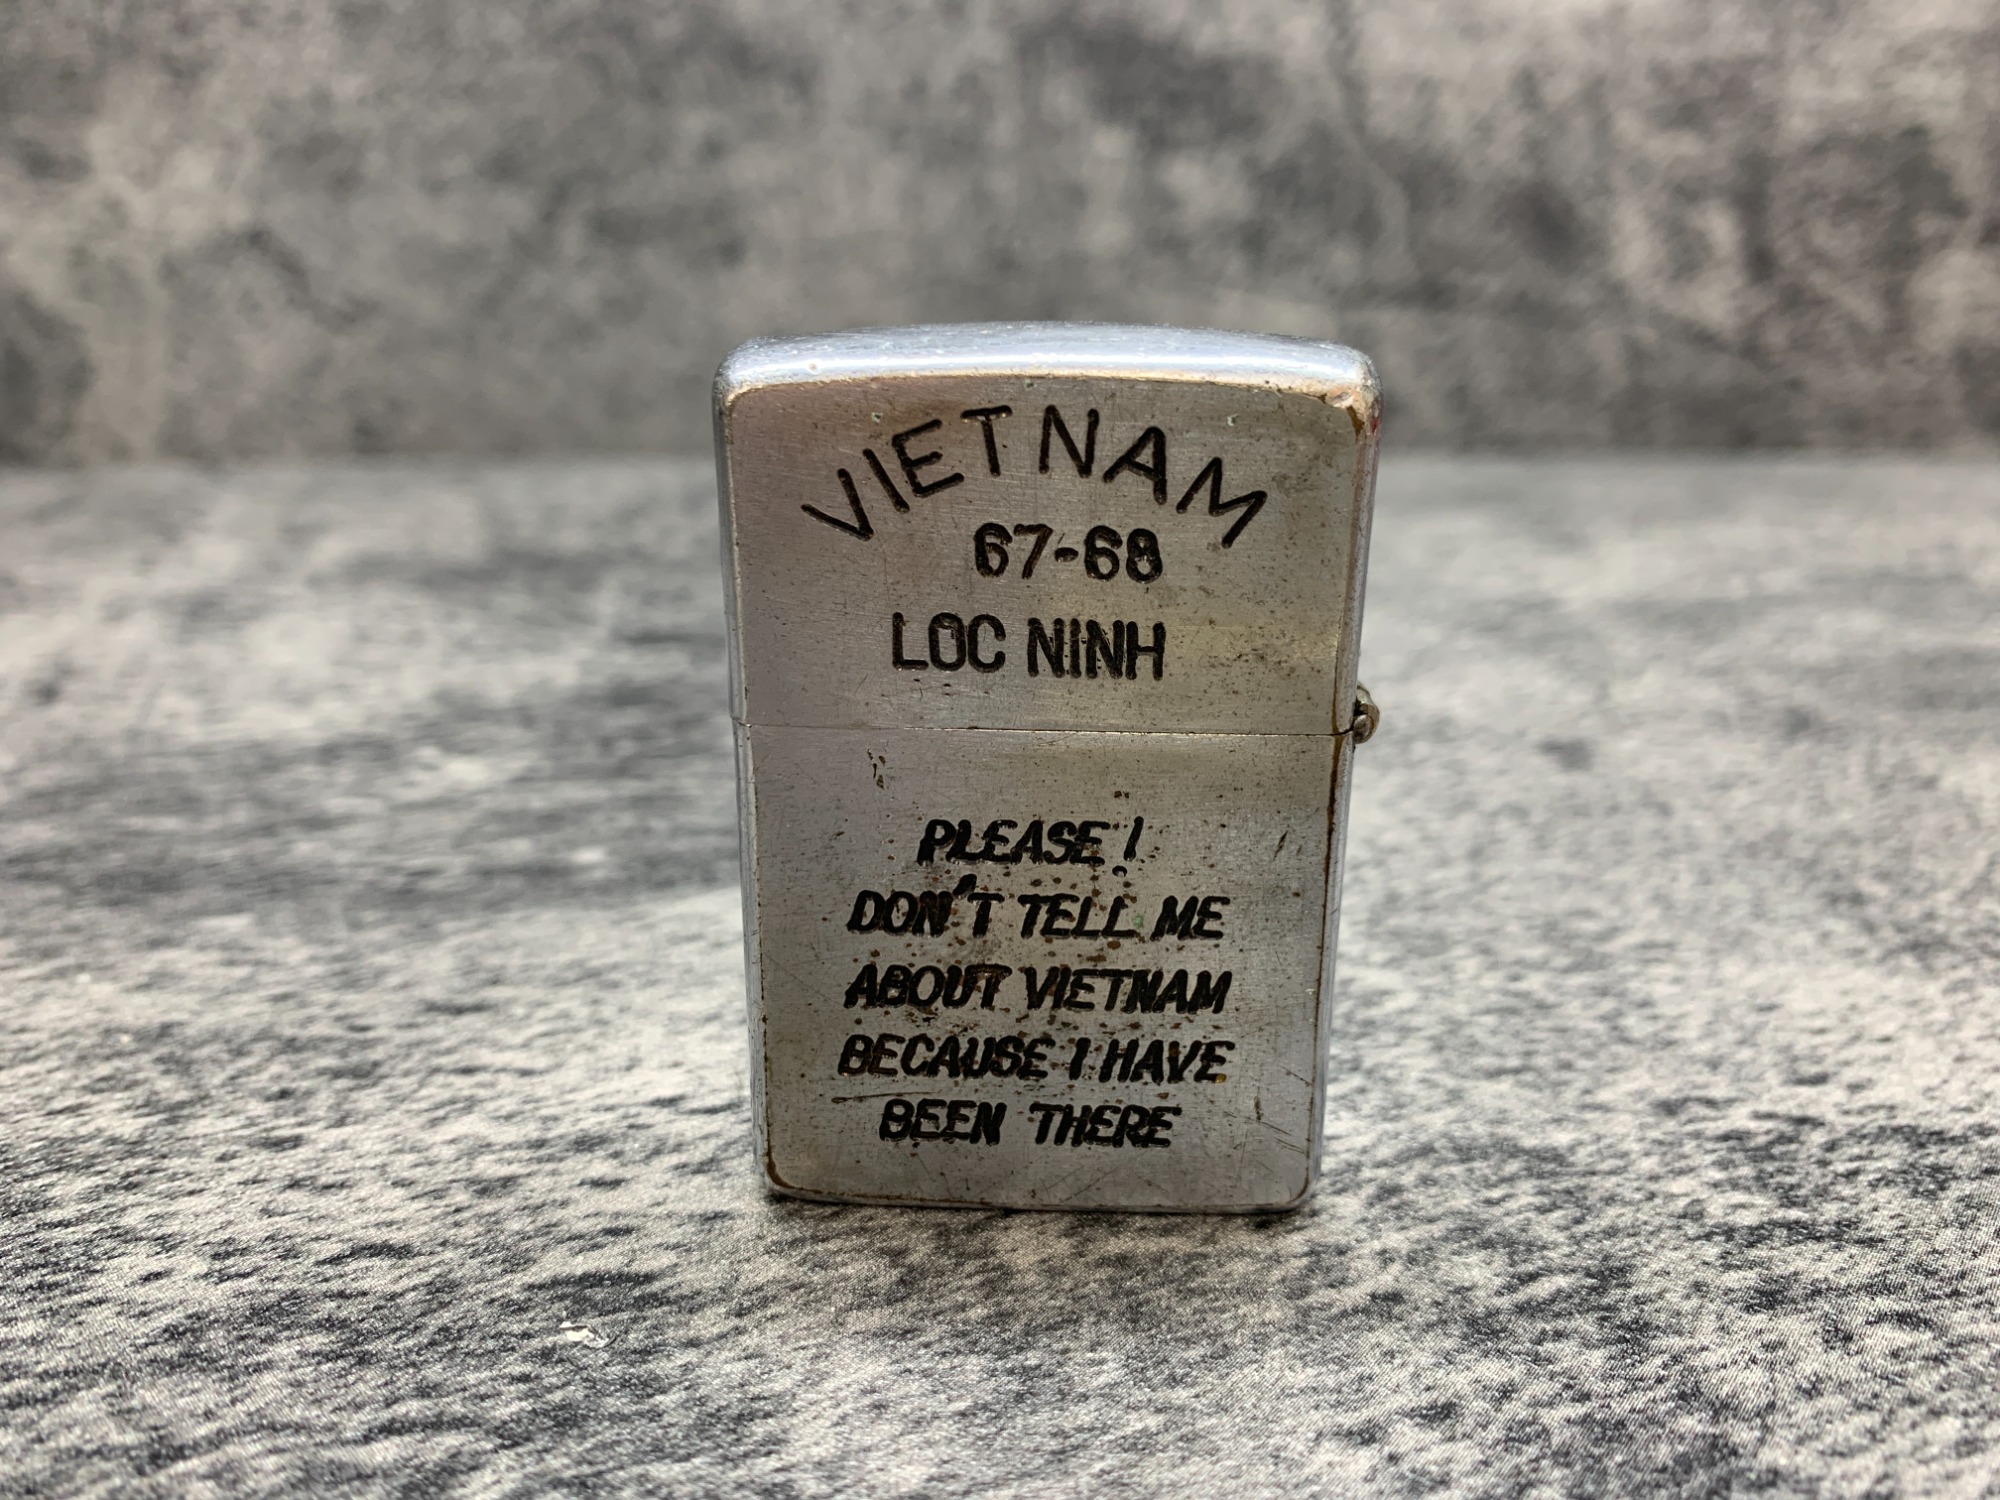 VIETNAM
67-68
LOC NINH
PLEASE !
DON'T TELL ME
ABOUT VIETNAM
BECAUSE I HAVE
BEEN THERE